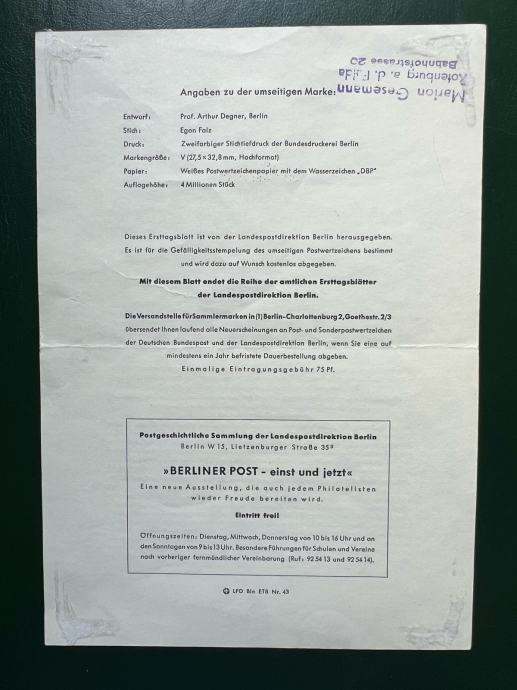 Marion Gesemann
Rotenburg a. d. Fulda
Bahnhofstrasse 20
Angaben zu der umseitigen Marke:
Entwurf: Prof. Arthur Degner, Berlin
Stich: Egon Falz
Druck: Zweifarbiger Stichtiefdruck der Bundesdruckerei Berlin
Markengröße: V (27,5 × 32,8 mm, Hochformat)
Papier: Weißes Postwertzeichenpapier mit dem Wasserzeichen „DBP"
Auflagehöhe: 4 Millionen Stück
Dieses Ersttagsblatt ist von der Landespostdirektion Berlin herausgegeben.
Es ist für die Gefälligkeitsstempelung des umseitigen Postwertzeichens bestimmt
und wird dazu auf Wunsch kostenlos abgegeben.
Mit diesem Blatt endet die Reihe der amtlichen Ersttagsblätter
der Landespostdirektion Berlin.
Die Versandstelle für Sammlermarken in (1) Berlin-Charlottenburg 2, Goethestr. 2/3
übersendet Ihnen laufend alle Neuerscheinungen an Post- und Sonderpostwertzeichen
der Deutschen Bundespost und der Landespostdirektion Berlin, wenn Sie eine auf
mindestens ein Jahr befristete Dauerbestellung abgeben.
Einmalige Eintragungsgebühr 75 Pf.
Postgeschichtliche Sammlung der Landespostdirektion Berlin
Berlin W 15, Lietzenburger Straße 35ª
»BERLINER POST - einst und jetzt«
Eine neue Ausstellung, die auch jedem Philatelisten
wieder Freude bereiten wird.
Eintritt frei!
Öffnungszeiten: Dienstag, Mittwoch, Donnerstag von 10 bis 16 Uhr und an
den Sonntagen von 9 bis 13 Uhr. Besondere Führungen für Schulen und Vereine
nach vorheriger fernmündlicher Vereinbarung (Ruf: 92 54 13 und 92 54 14).
LPD Bln ETB Nr. 43